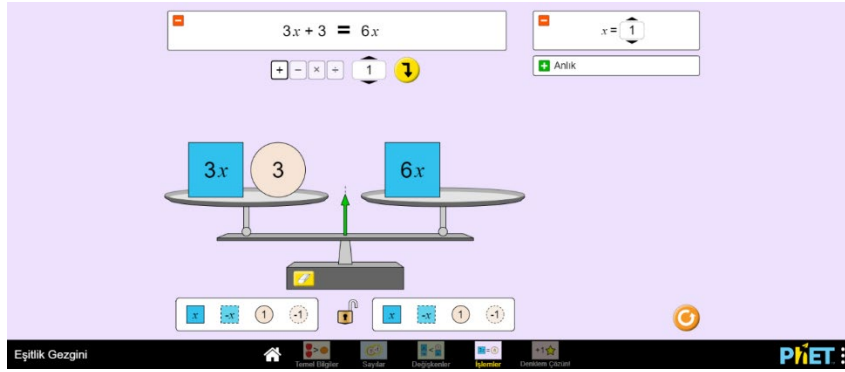 3x + 3 = 6x
x = 1
+ − × ÷ 1
Anlık
3x 3 6x
x -x 1 -1 x -x 1 -1
Eşitlik Gezgini
Temel Bilgiler Sayılar Değişkenler İşlemler Denklem Çözün!
PhET